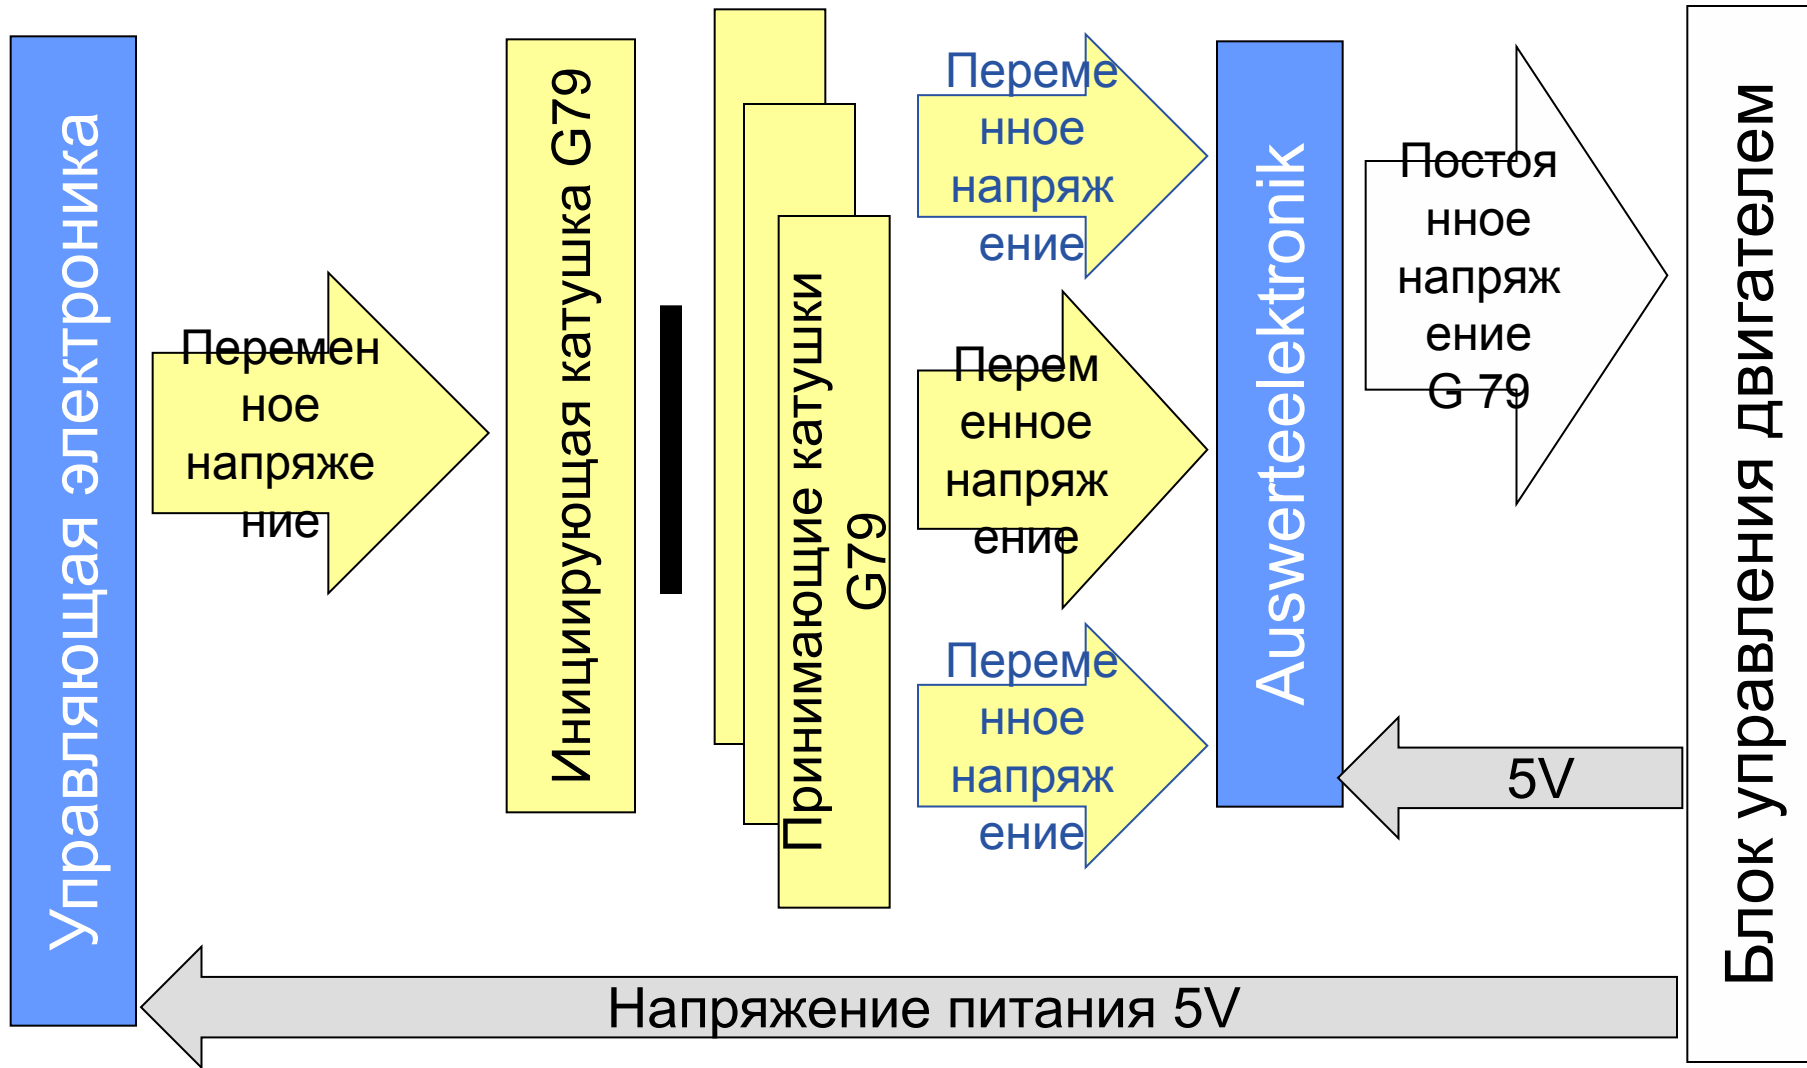 Управляющая электроника
Перемен
ное
напряже
ние
Инициирующая катушка G79
Принимающие катушки
G79
Переме
нное
напряж
ение
Перем
енное
напряж
ение
Переме
нное
напряж
ение
Auswerteelektronik
Постоя
нное
напряж
ение
G 79
5V
Блок управления двигателем
Напряжение питания 5V